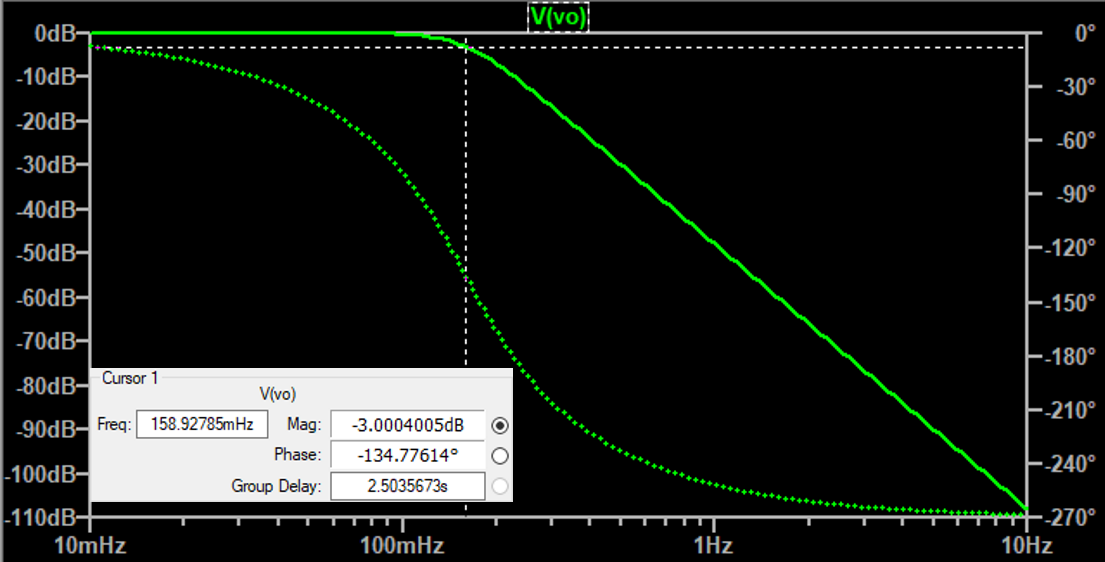 V(vo)
0dB
-10dB
-20dB
-30dB
-40dB
-50dB
-60dB
-70dB
-80dB
-90dB
-100dB
-110dB
0°
-30°
-60°
-90°
-120°
-150°
-180°
-210°
-240°
-270°
10mHz 100mHz 1Hz 10Hz
Cursor 1
V(vo)
Freq: 158.92785mHz Mag: -3.0004005dB
Phase: -134.77614°
Group Delay: 2.5035673s